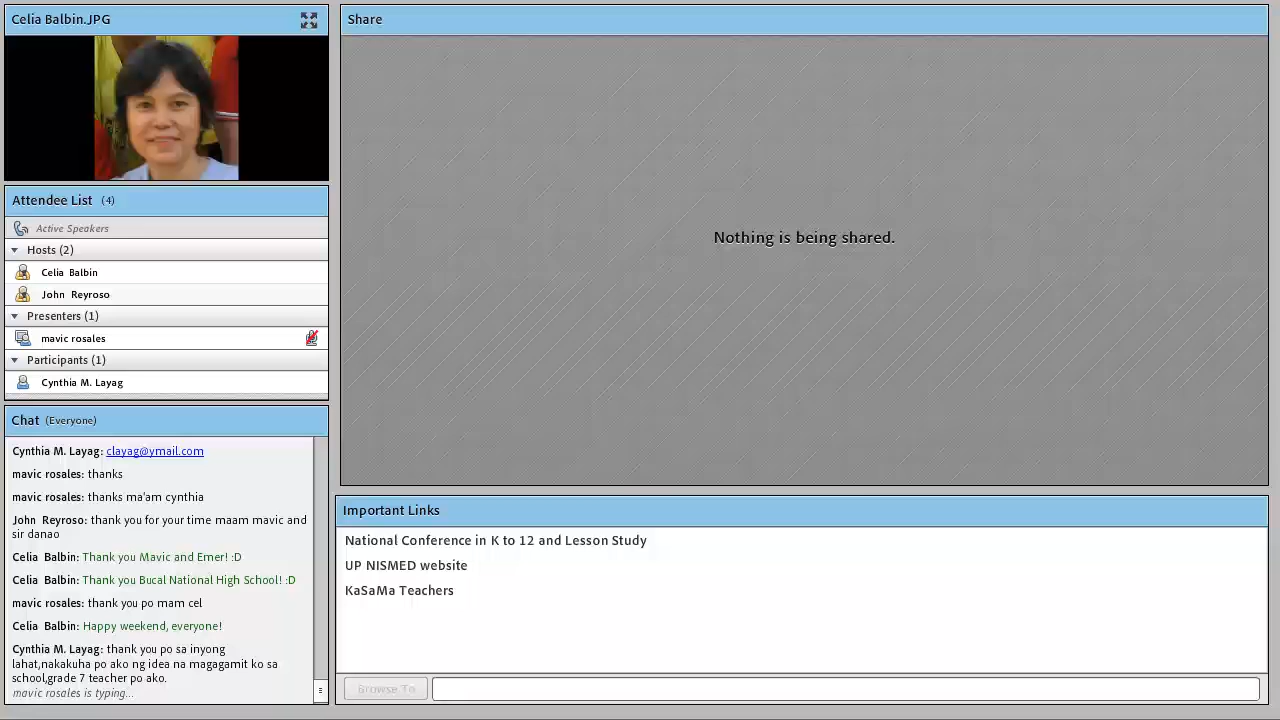 Celia Balbin.JPG
Share
Nothing is being shared.
Attendee List (4)
Active Speakers
Hosts (2)
Celia Balbin
John Reyroso
Presenters (1)
mavic rosales
Participants (1)
Cynthia M. Layag
Chat (Everyone)
Cynthia M. Layag: clayag@ymail.com
mavic rosales: thanks
mavic rosales: thanks ma'am cynthia
John Reyroso: thank you for your time maam mavic and
sir danao
Celia Balbin: Thank you Mavic and Emer! :D
Celia Balbin: Thank you Bucal National High School! :D
mavic rosales: thank you po mam cel
Celia Balbin: Happy weekend, everyone!
Cynthia M. Layag: thank you po sa inyong
lahat,nakakuha po ako ng idea na magagamit ko sa
school,grade 7 teacher po ako.
mavic rosales is typing...
Important Links
National Conference in K to 12 and Lesson Study
UP NISMED website
KaSaMa Teachers
Browse To